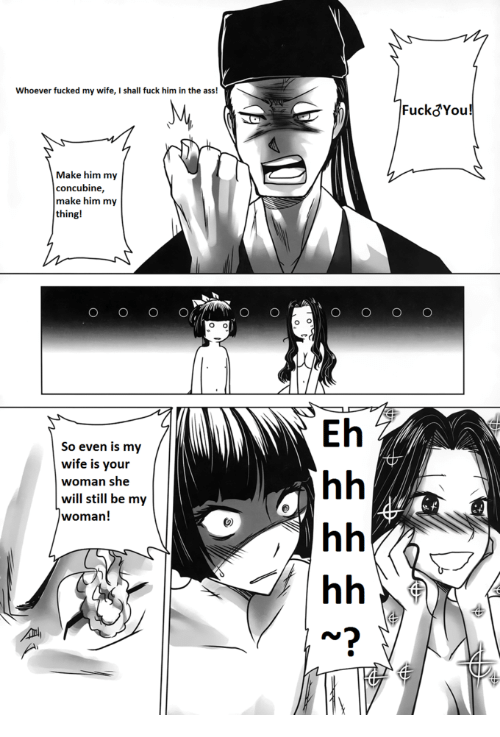 Fuck♂You!
Whoever fucked my wife, I shall fuck him in the ass!
Make him my
concubine,
make him my
thing!
Eh
hh
hh
hh
~?
So even is my
wife is your
woman she
will still be my
woman!